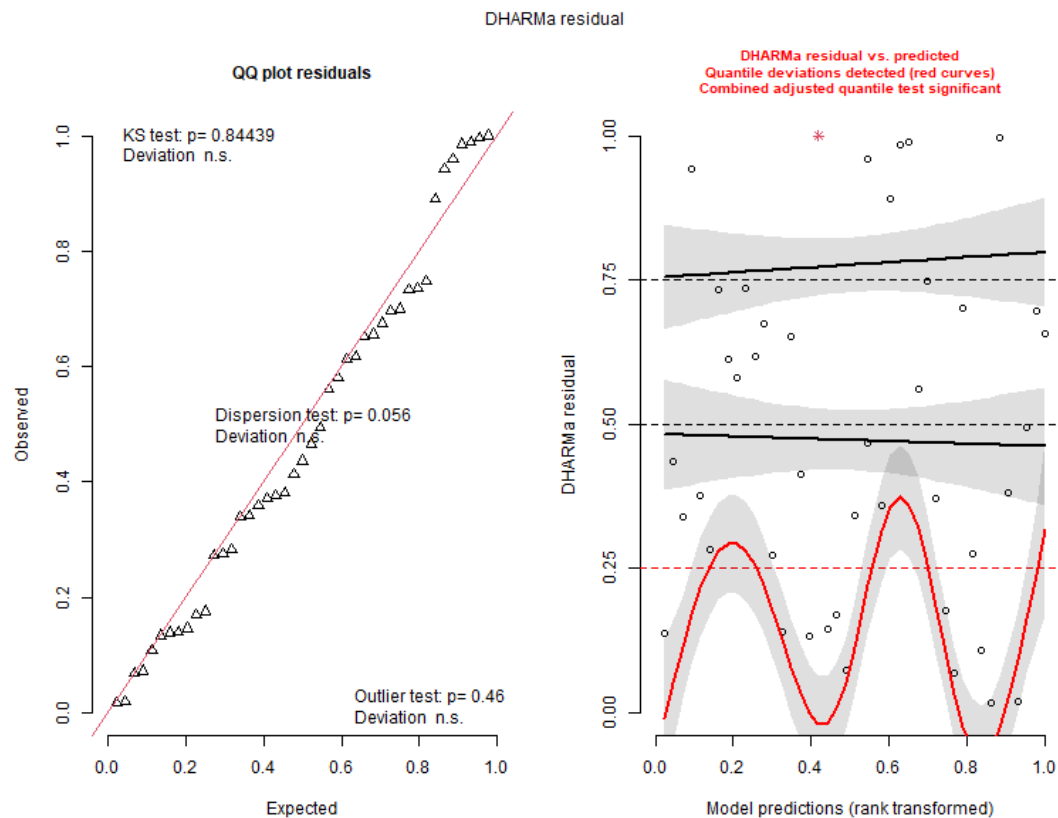 DHARMa residual
QQ plot residuals
KS test: p= 0.84439
Deviation n.s.
Dispersion test: p= 0.056
Deviation n.s.
Outlier test: p= 0.46
Deviation n.s.
Observed
0.0
0.2
0.4
0.6
0.8
1.0
0.0 0.2 0.4 0.6 0.8 1.0
Expected
DHARMa residual vs. predicted
Quantile deviations detected (red curves)
Combined adjusted quantile test significant
DHARMa residual
0.00
0.25
0.50
0.75
1.00
0.0 0.2 0.4 0.6 0.8 1.0
Model predictions (rank transformed)